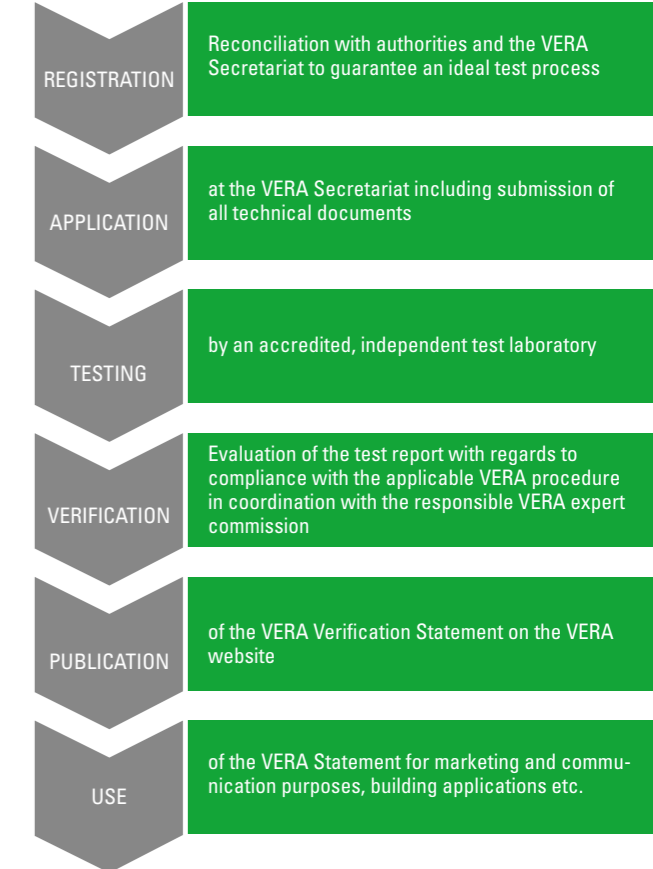 REGISTRATION
Reconciliation with authorities and the VERA
Secretariat to guarantee an ideal test process
APPLICATION
at the VERA Secretariat including submission of
all technical documents
TESTING
by an accredited, independent test laboratory
VERIFICATION
Evaluation of the test report with regards to
compliance with the applicable VERA procedure
in coordination with the responsible VERA expert
commission
PUBLICATION
of the VERA Verification Statement on the VERA
website
USE
of the VERA Statement for marketing and commu-
nication purposes, building applications etc.